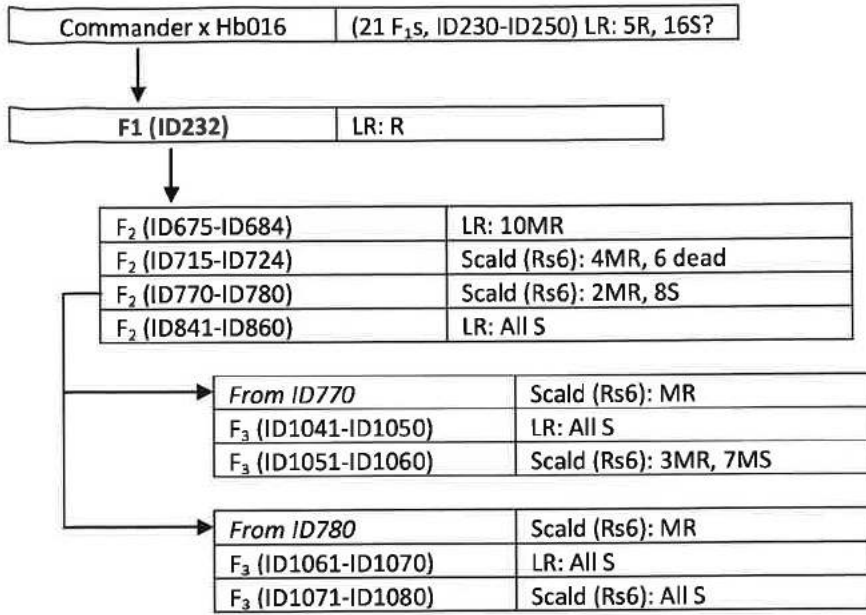 Commander x Hb016 (21 F₁s, ID230-ID250) LR: 5R, 16S?
F1 (ID232) LR: R
F₂ (ID675-ID684) LR: 10MR
F₂ (ID715-ID724) Scald (Rs6): 4MR, 6 dead
F₂ (ID770-ID780) Scald (Rs6): 2MR, 8S
F₂ (ID841-ID860) LR: All S
From ID770 Scald (Rs6): MR
F₃ (ID1041-ID1050) LR: All S
F₃ (ID1051-ID1060) Scald (Rs6): 3MR, 7MS
From ID780 Scald (Rs6): MR
F₃ (ID1061-ID1070) LR: All S
F₃ (ID1071-ID1080) Scald (Rs6): All S